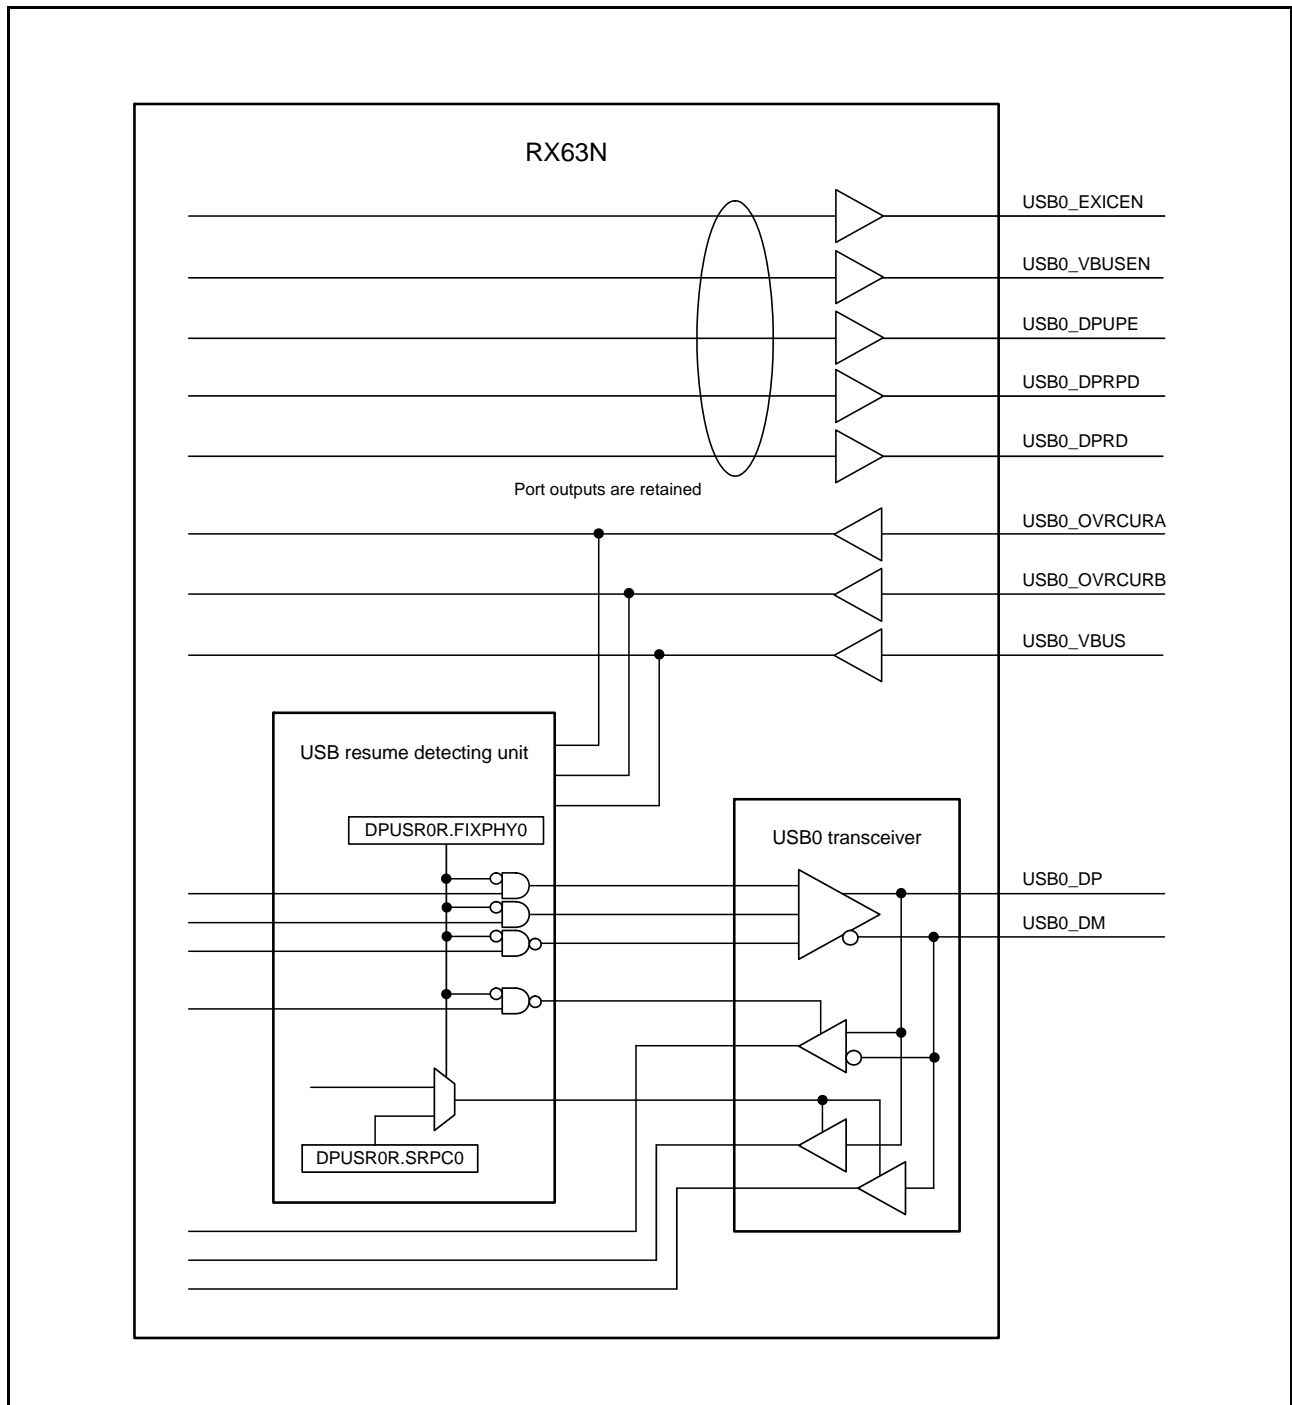 RX63N
USB0_EXICEN
USB0_VBUSEN
USB0_DPUPE
USB0_DPRPD
USB0_DPRD
Port outputs are retained
USB0_OVRCURA
USB0_OVRCURB
USB0_VBUS
USB resume detecting unit
DPUSR0R.FIXPHY0
USB0 transceiver
USB0_DP
USB0_DM
DPUSR0R.SRPC0